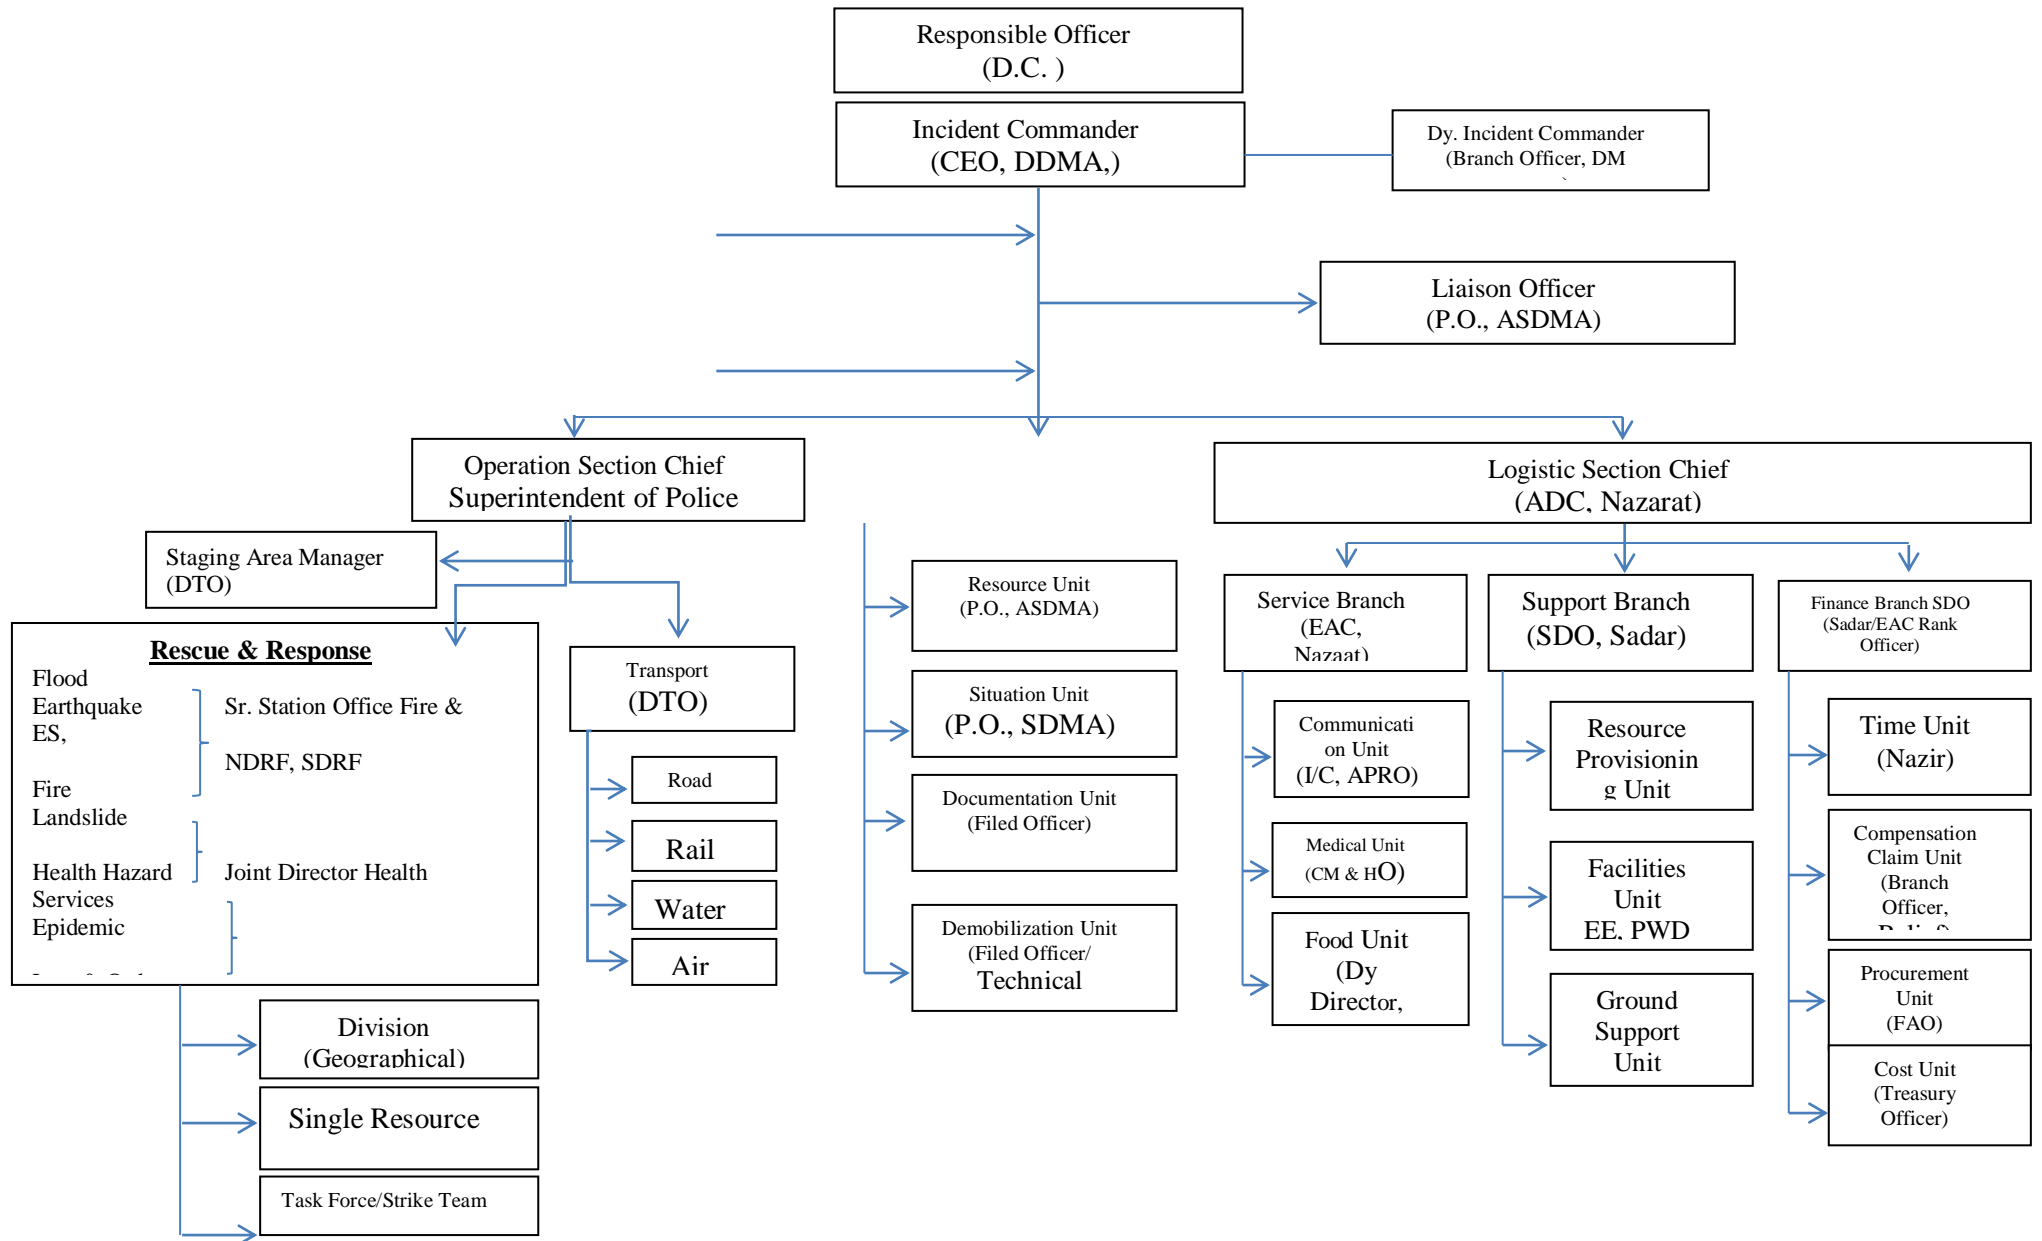 Responsible Officer
(D.C. )
Incident Commander
(CEO, DDMA,)
Dy. Incident Commander
(Branch Officer, DM
Liaison Officer
(P.O., ASDMA)
Operation Section Chief
Superintendent of Police
Logistic Section Chief
(ADC, Nazarat)
Staging Area Manager
(DTO)
Rescue & Response
Flood
Earthquake
ES,
Sr. Station Office Fire &
NDRF, SDRF
Fire
Landslide
Health Hazard
Joint Director Health
Services
Epidemic
Transport
(DTO)
Road
Rail
Water
Air
Division
(Geographical)
Single Resource
Task Force/Strike Team
Resource Unit
(P.O., ASDMA)
Situation Unit
(P.O., SDMA)
Documentation Unit
(Filed Officer)
Demobilization Unit
(Filed Officer/
Technical
Service Branch
(EAC,
Nazaat)
Communicati
on Unit
(I/C, APRO)
Medical Unit
(CM & HO)
Food Unit
(Dy
Director,
Support Branch
(SDO, Sadar)
Resource
Provisionin
g Unit
Facilities
Unit
EE, PWD
Ground
Support
Unit
Finance Branch SDO
(Sadar/EAC Rank
Officer)
Time Unit
(Nazir)
Compensation
Claim Unit
(Branch
Officer,
Procurement
Unit
(FAO)
Cost Unit
(Treasury
Officer)